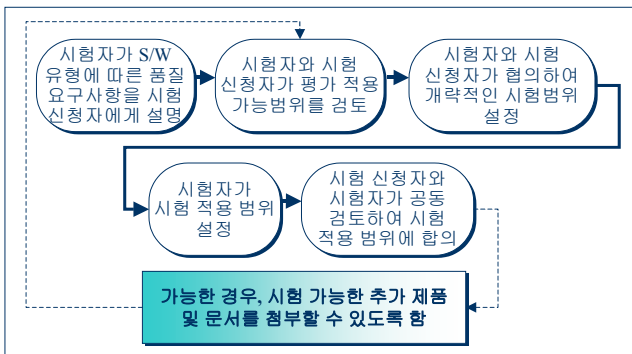 시험자가 S/W
유형에 따른 품질
요구사항을 시험
신청자에게 설명
시험자와 시험
신청자가 평가 적용
가능범위를 검토
시험자와 시험
신청자가 협의하여
개략적인 시험범위
설정
시험자가
시험 적용 범위
설정
시험 신청자와
시험자가 공동
검토하여 시험
적용 범위에 합의
가능한 경우, 시험 가능한 추가 제품
및 문서를 첨부할 수 있도록 함